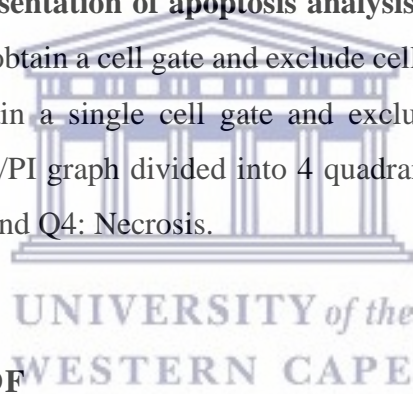 sentation of apoptosis analysis
obtain a cell gate and exclude cell
in a single cell gate and exclu
/PI graph divided into 4 quadra
nd Q4: Necrosis.
UNIVERSITY of the
WESTERN CAPE